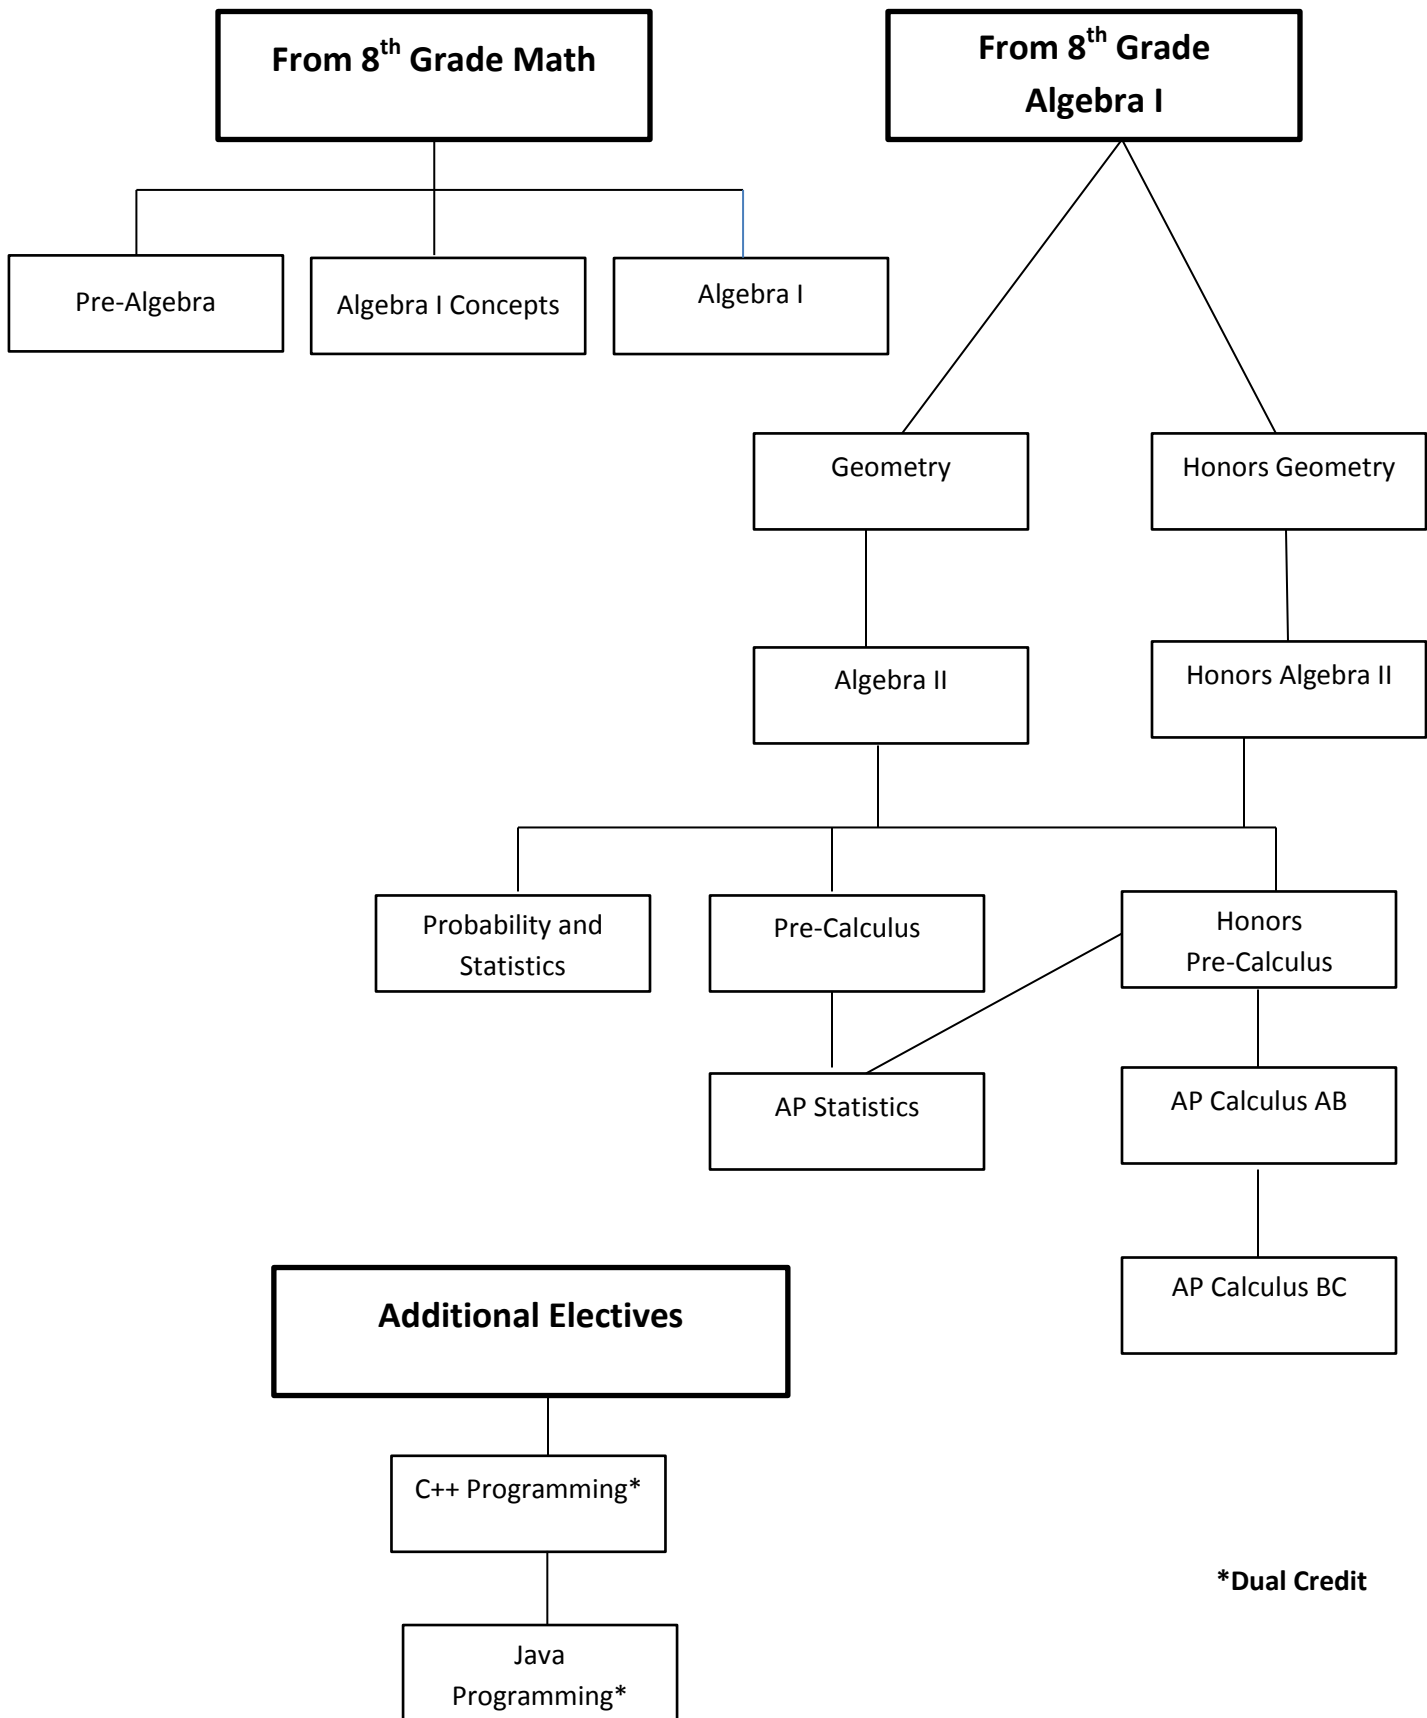 From 8th Grade Math
From 8th Grade
Algebra I
Pre-Algebra
Algebra I Concepts
Algebra I
Geometry
Honors Geometry
Algebra II
Honors Algebra II
Probability and
Statistics
Pre-Calculus
Honors
Pre-Calculus
AP Statistics
AP Calculus AB
AP Calculus BC
Additional Electives
C++ Programming*
*Dual Credit
Java
Programming*